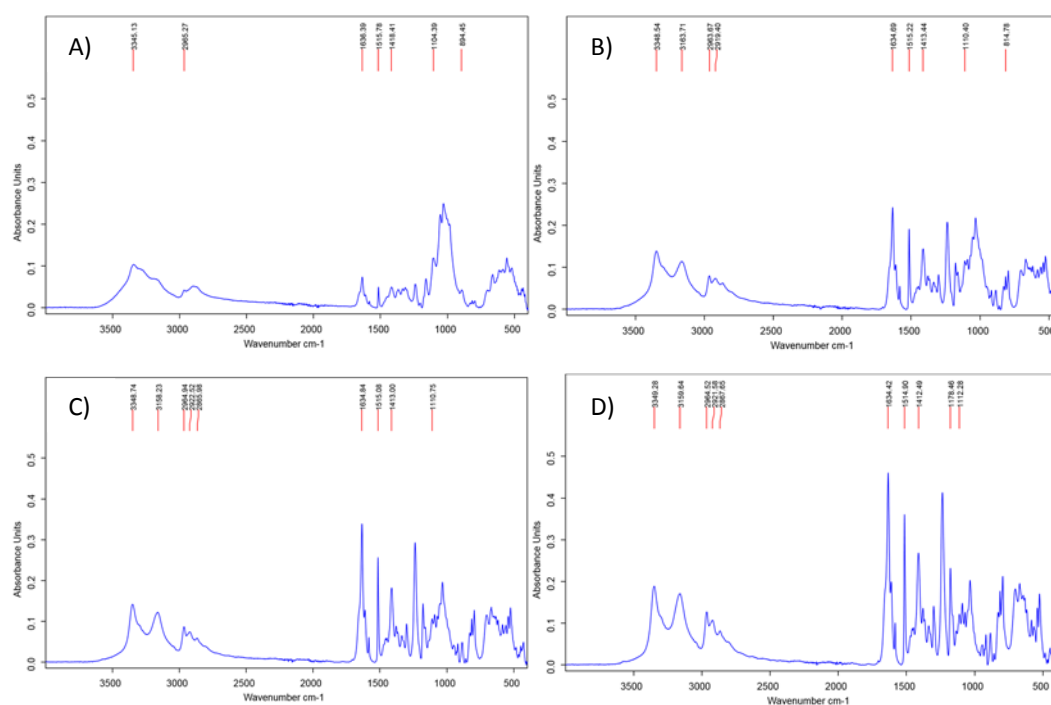 A)
3345.13 2965.27 1636.39 1515.78 1418.41 1104.39 894.45
Absorbance Units
0.5
0.4
0.3
0.2
0.1
0.0
3500 3000 2500 2000 1500 1000 500
Wavenumber cm-1
B)
3348.54 3163.71 2963.67 2919.40 1634.69 1515.22 1413.44 1110.40 814.78
Absorbance Units
0.5
0.4
0.3
0.2
0.1
0.0
3500 3000 2500 2000 1500 1000 500
Wavenumber cm-1
C)
3348.74 3158.23 2964.94 2922.52 2865.98 1634.84 1515.08 1413.00 1110.75
Absorbance Units
0.5
0.4
0.3
0.2
0.1
0.0
3500 3000 2500 2000 1500 1000 500
Wavenumber cm-1
D)
3349.28 3159.64 2964.52 2921.58 2867.65 1634.42 1514.90 1412.49 1178.46 1112.28
Absorbance Units
0.5
0.4
0.3
0.2
0.1
0.0
3500 3000 2500 2000 1500 1000 500
Wavenumber cm-1